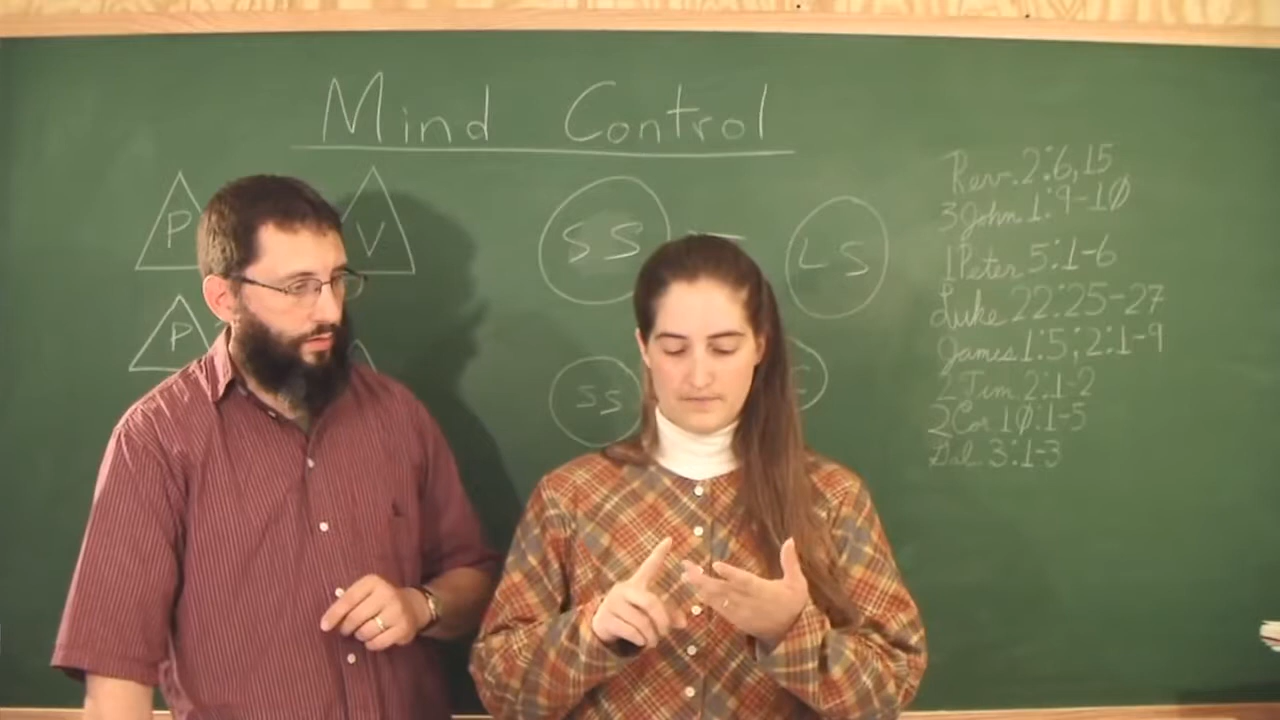 Mind Control
P V SS = LS
P SS S
Rev. 2:6,15
3 John 1:9-10
1 Peter 5:1-6
Luke 22:25-27
James 1:5; 2:1-9
2 Tim. 2:1-2
2 Cor 10:1-5
Gal 3:1-3